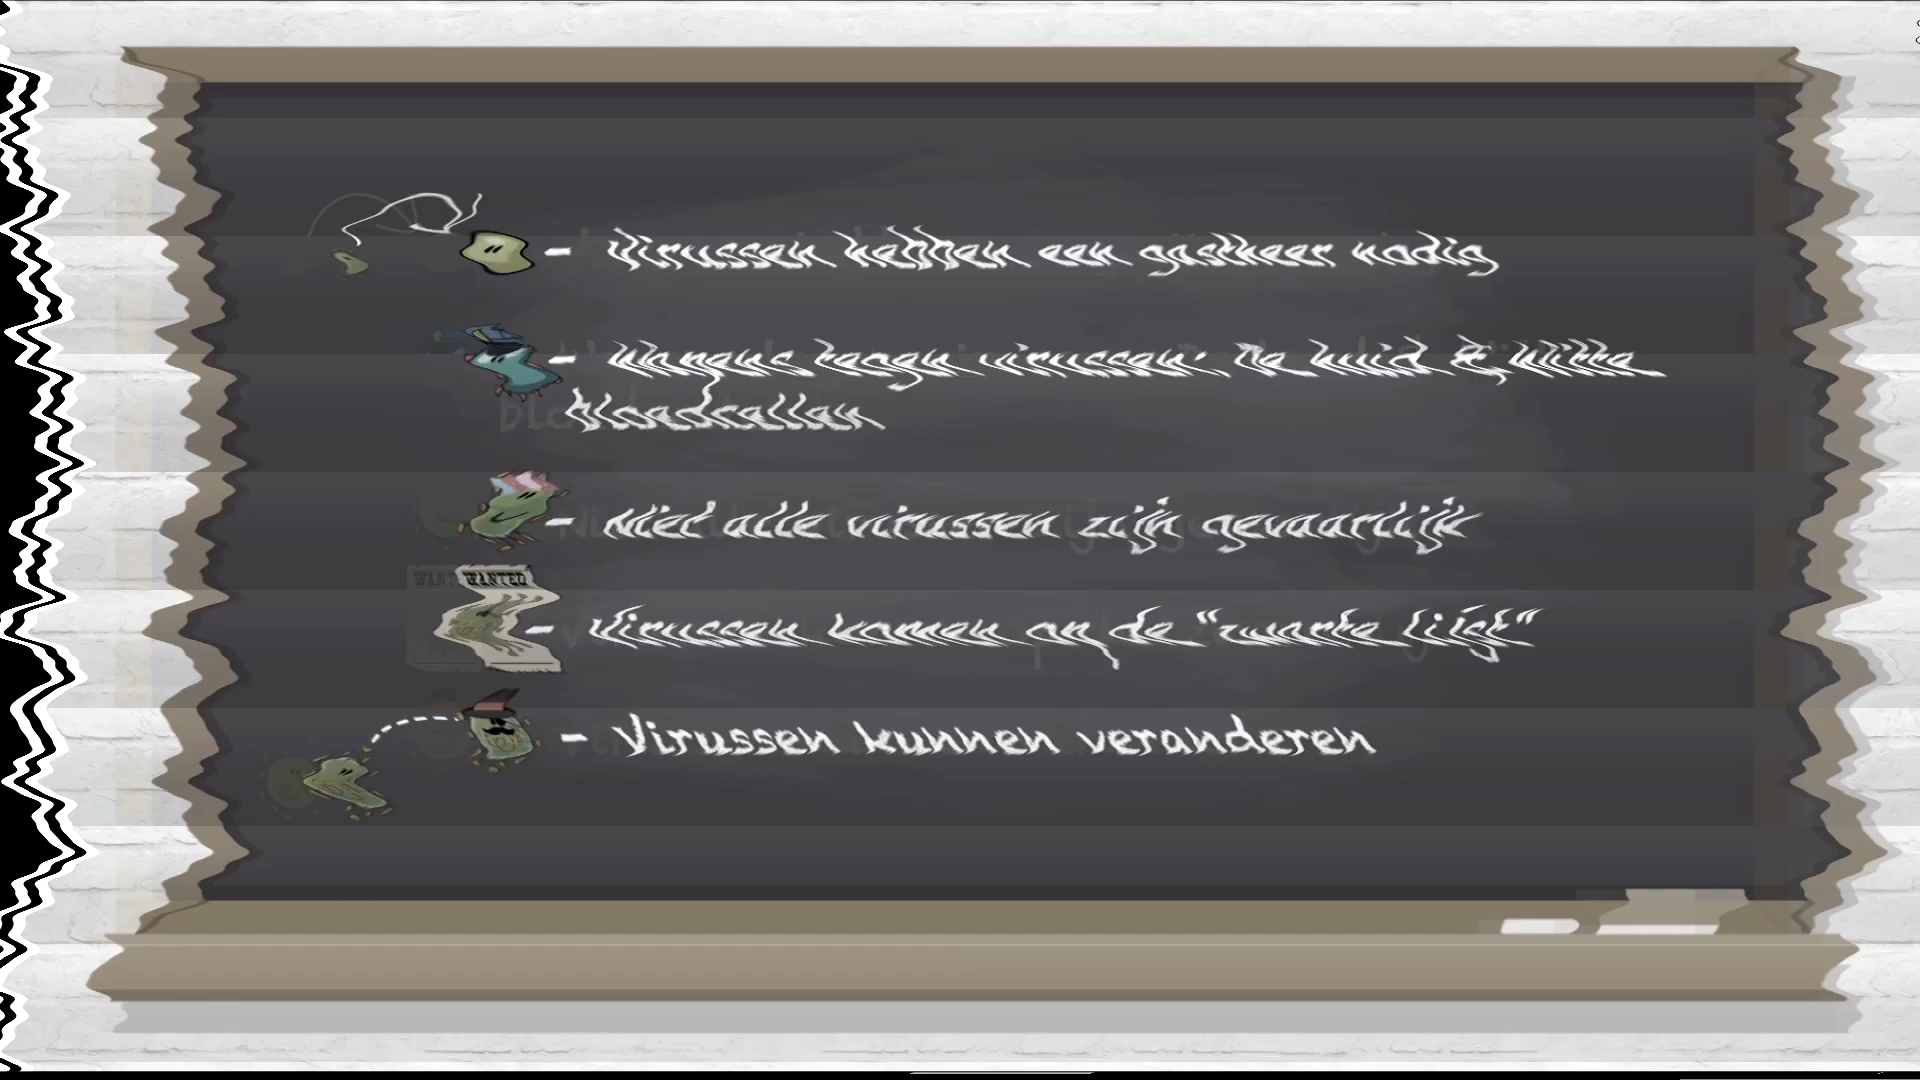 - Virussen hebben een gastheer nodig
- Wapens tegen virussen: De huid & Witte
bloedcellen
- Niet alle virussen zijn gevaarlijk
WANTED
- Virussen komen op de "zwarte lijst"
- Virussen kunnen veranderen